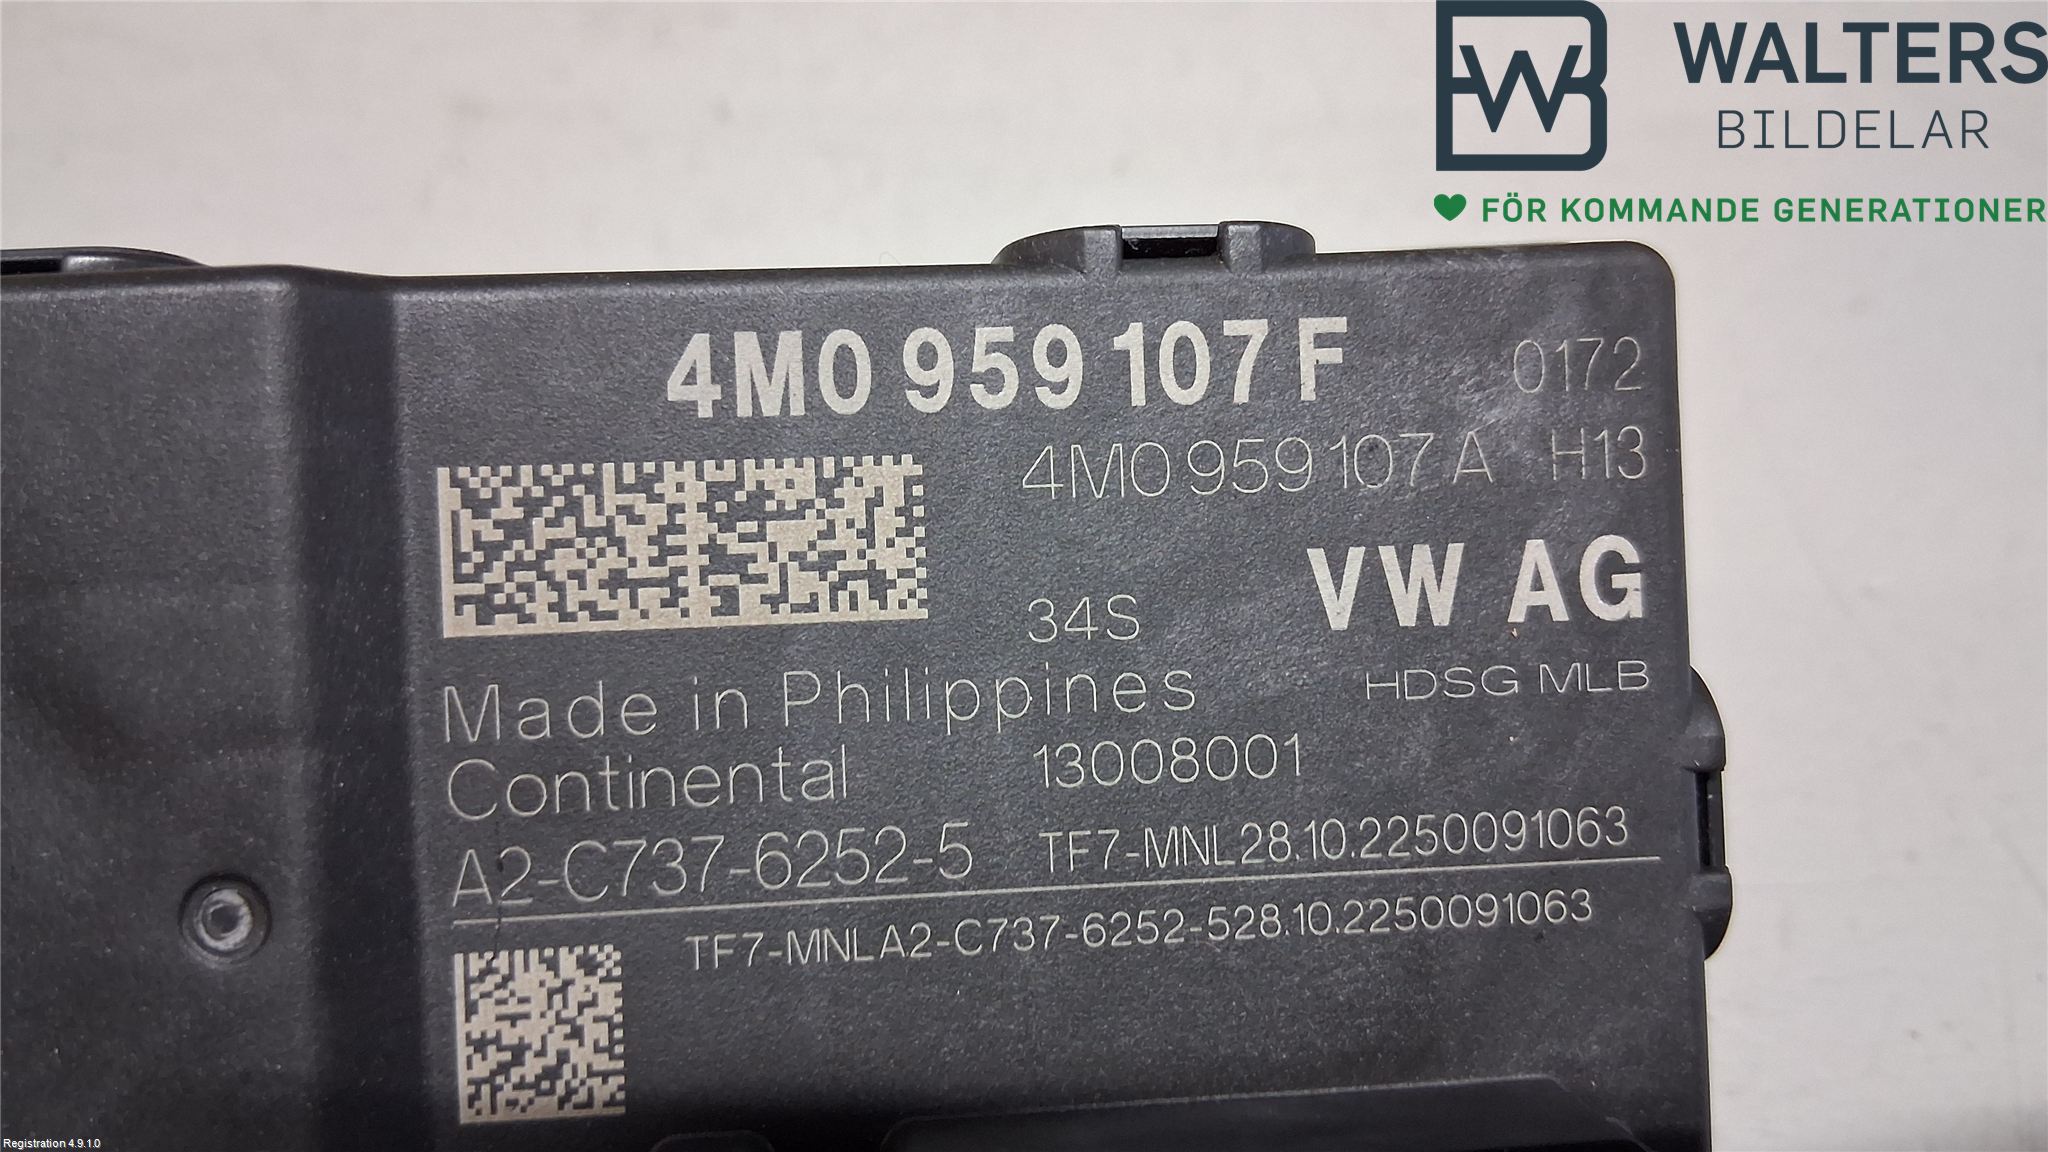 WALTERS
BILDELAR
FÖR KOMMANDE GENERATIONER
4M0 959 107 F 0172
4M0 959 107 A H13
VW AG
34S
HDSG MLB
Made in Philippines
Continental 13008001
A2-C737-6252-5 TF7-MNL28.10.2250091063
TF7-MNLA2-C737-6252-528.10.2250091063
Registration 4.9.1.0